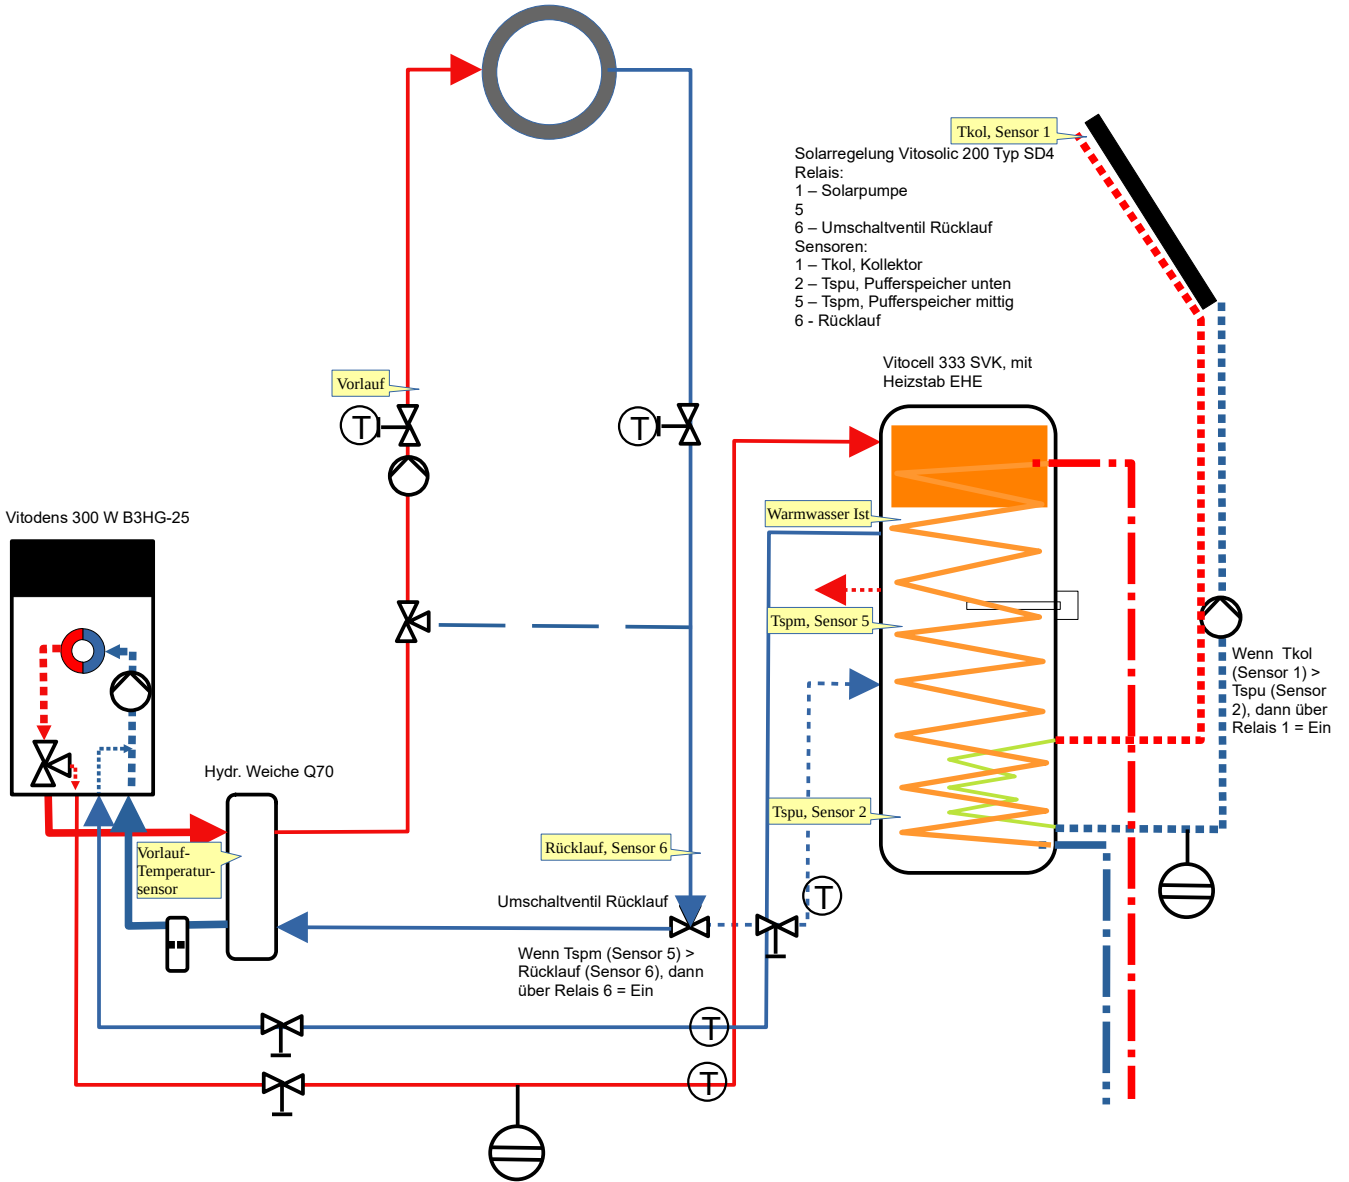 Tkol, Sensor 1
Solarregelung Vitosolic 200 Typ SD4
Relais:
1 – Solarpumpe
5
6 – Umschaltventil Rücklauf
Sensoren:
1 – Tkol, Kollektor
2 – Tspu, Pufferspeicher unten
5 – Tspm, Pufferspeicher mittig
6 - Rücklauf
Vitocell 333 SVK, mit
Heizstab EHE
Vorlauf
T
T
Warmwasser Ist
Vitodens 300 W B3HG-25
Tspm, Sensor 5
Wenn Tkol
(Sensor 1) >
Tspu (Sensor
2), dann über
Relais 1 = Ein
Hydr. Weiche Q70
Tspu, Sensor 2
Vorlauf-
Temperatur-
sensor
Rücklauf, Sensor 6
T
Umschaltventil Rücklauf
Wenn Tspm (Sensor 5) >
Rücklauf (Sensor 6), dann
über Relais 6 = Ein
T
T